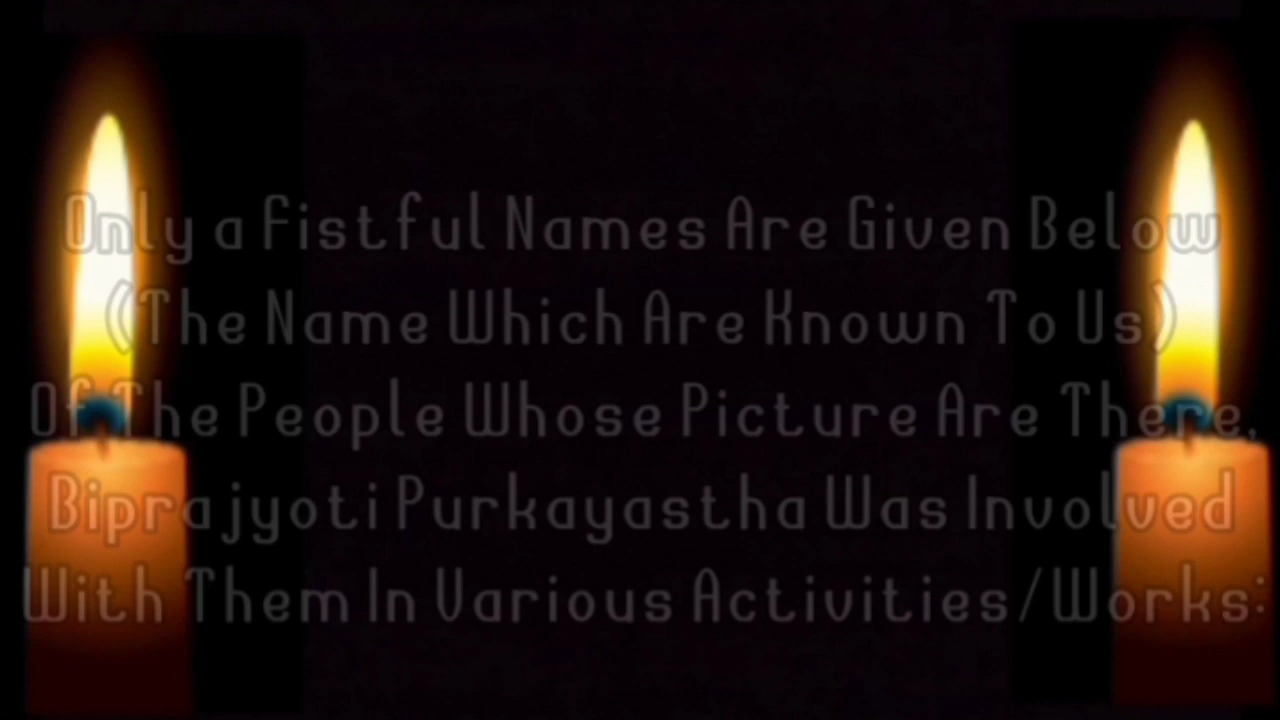 Only a Fistful Names Are Given Below
(The Name Which Are Known To Us)
Of The People Whose Picture Are There,
Biprajyoti Purkayastha Was Involved
With Them In Various Activities/Works: